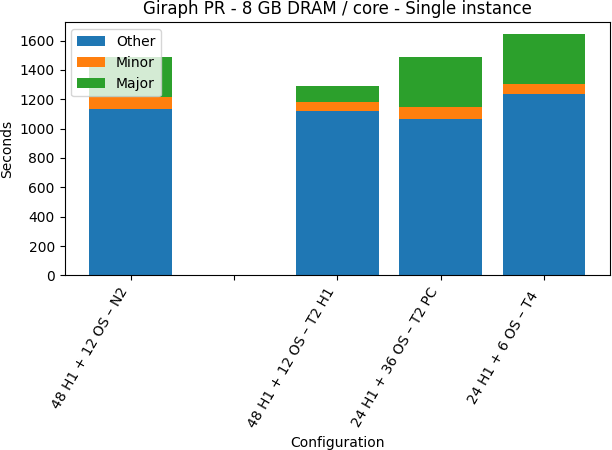 Giraph PR - 8 GB DRAM / core - Single instance
Other
Minor
Major
1600
1400
1200
1000
800
600
400
200
0
Seconds
48 H1 + 12 OS – N2
48 H1 + 12 OS – T2 H1
24 H1 + 36 OS – T2 PC
24 H1 + 6 OS – T4
Configuration